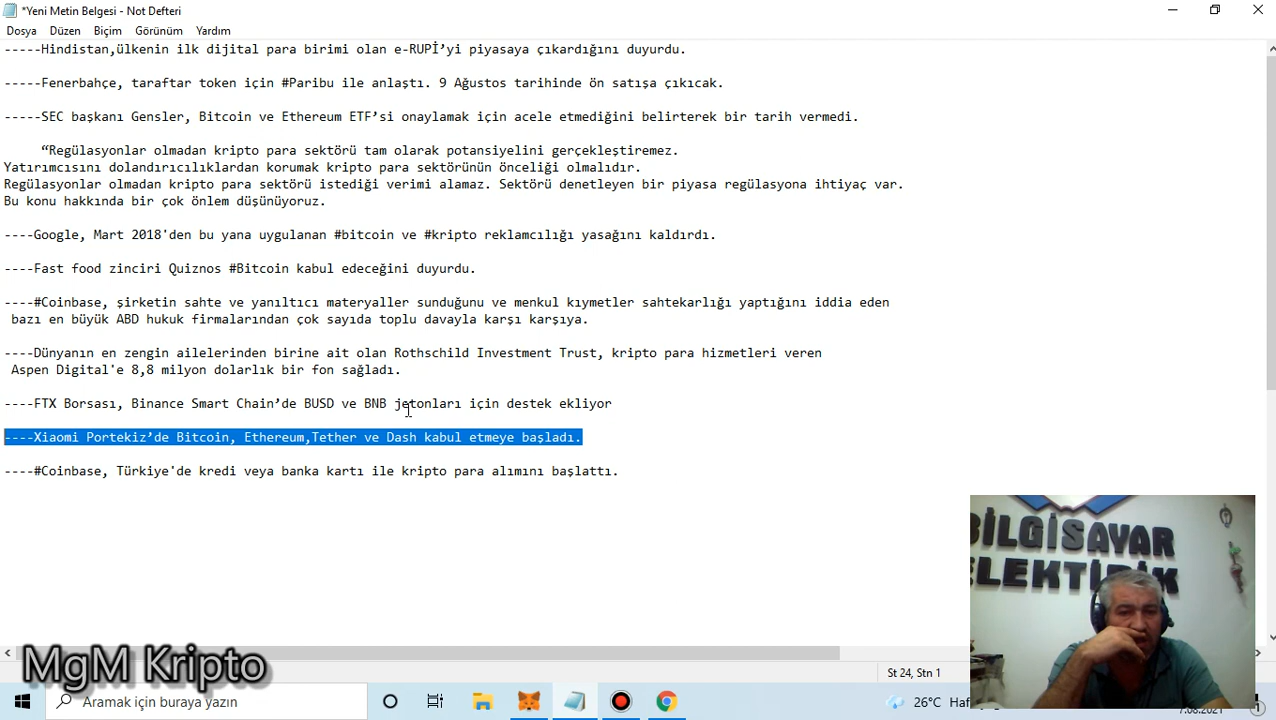 *Yeni Metin Belgesi - Not Defteri
Dosya Düzen Biçim Görünüm Yardım
-----Hindistan,ülkenin ilk dijital para birimi olan e-RUPİ’yi piyasaya çıkardığını duyurdu.
-----Fenerbahçe, taraftar token için #Paribu ile anlaştı. 9 Ağustos tarihinde ön satışa çıkıcak.
-----SEC başkanı Gensler, Bitcoin ve Ethereum ETF’si onaylamak için acele etmediğini belirterek bir tarih vermedi.
“Regülasyonlar olmadan kripto para sektörü tam olarak potansiyelini gerçekleştiremez.
Yatırımcısını dolandırıcılıklardan korumak kripto para sektörünün önceliği olmalıdır.
Regülasyonlar olmadan kripto para sektörü istediği verimi alamaz. Sektörü denetleyen bir piyasa regülasyona ihtiyaç var.
Bu konu hakkında bir çok önlem düşünüyoruz.
----Google, Mart 2018'den bu yana uygulanan #bitcoin ve #kripto reklamcılığı yasağını kaldırdı.
----Fast food zinciri Quiznos #Bitcoin kabul edeceğini duyurdu.
----#Coinbase, şirketin sahte ve yanıltıcı materyaller sunduğunu ve menkul kıymetler sahtekarlığı yaptığını iddia eden
bazı en büyük ABD hukuk firmalarından çok sayıda toplu davayla karşı karşıya.
----Dünyanın en zengin ailelerinden birine ait olan Rothschild Investment Trust, kripto para hizmetleri veren
Aspen Digital'e 8,8 milyon dolarlık bir fon sağladı.
----FTX Borsası, Binance Smart Chain’de BUSD ve BNB jetonları için destek ekliyor
----Xiaomi Portekiz’de Bitcoin, Ethereum,Tether ve Dash kabul etmeye başladı.
----#Coinbase, Türkiye'de kredi veya banka kartı ile kripto para alımını başlattı.
BİLGİSAYAR
ELEKTİRİK
MgM Kripto
St 24, Stn 1
Aramak için buraya yazın
26°C
7.08.2021
1